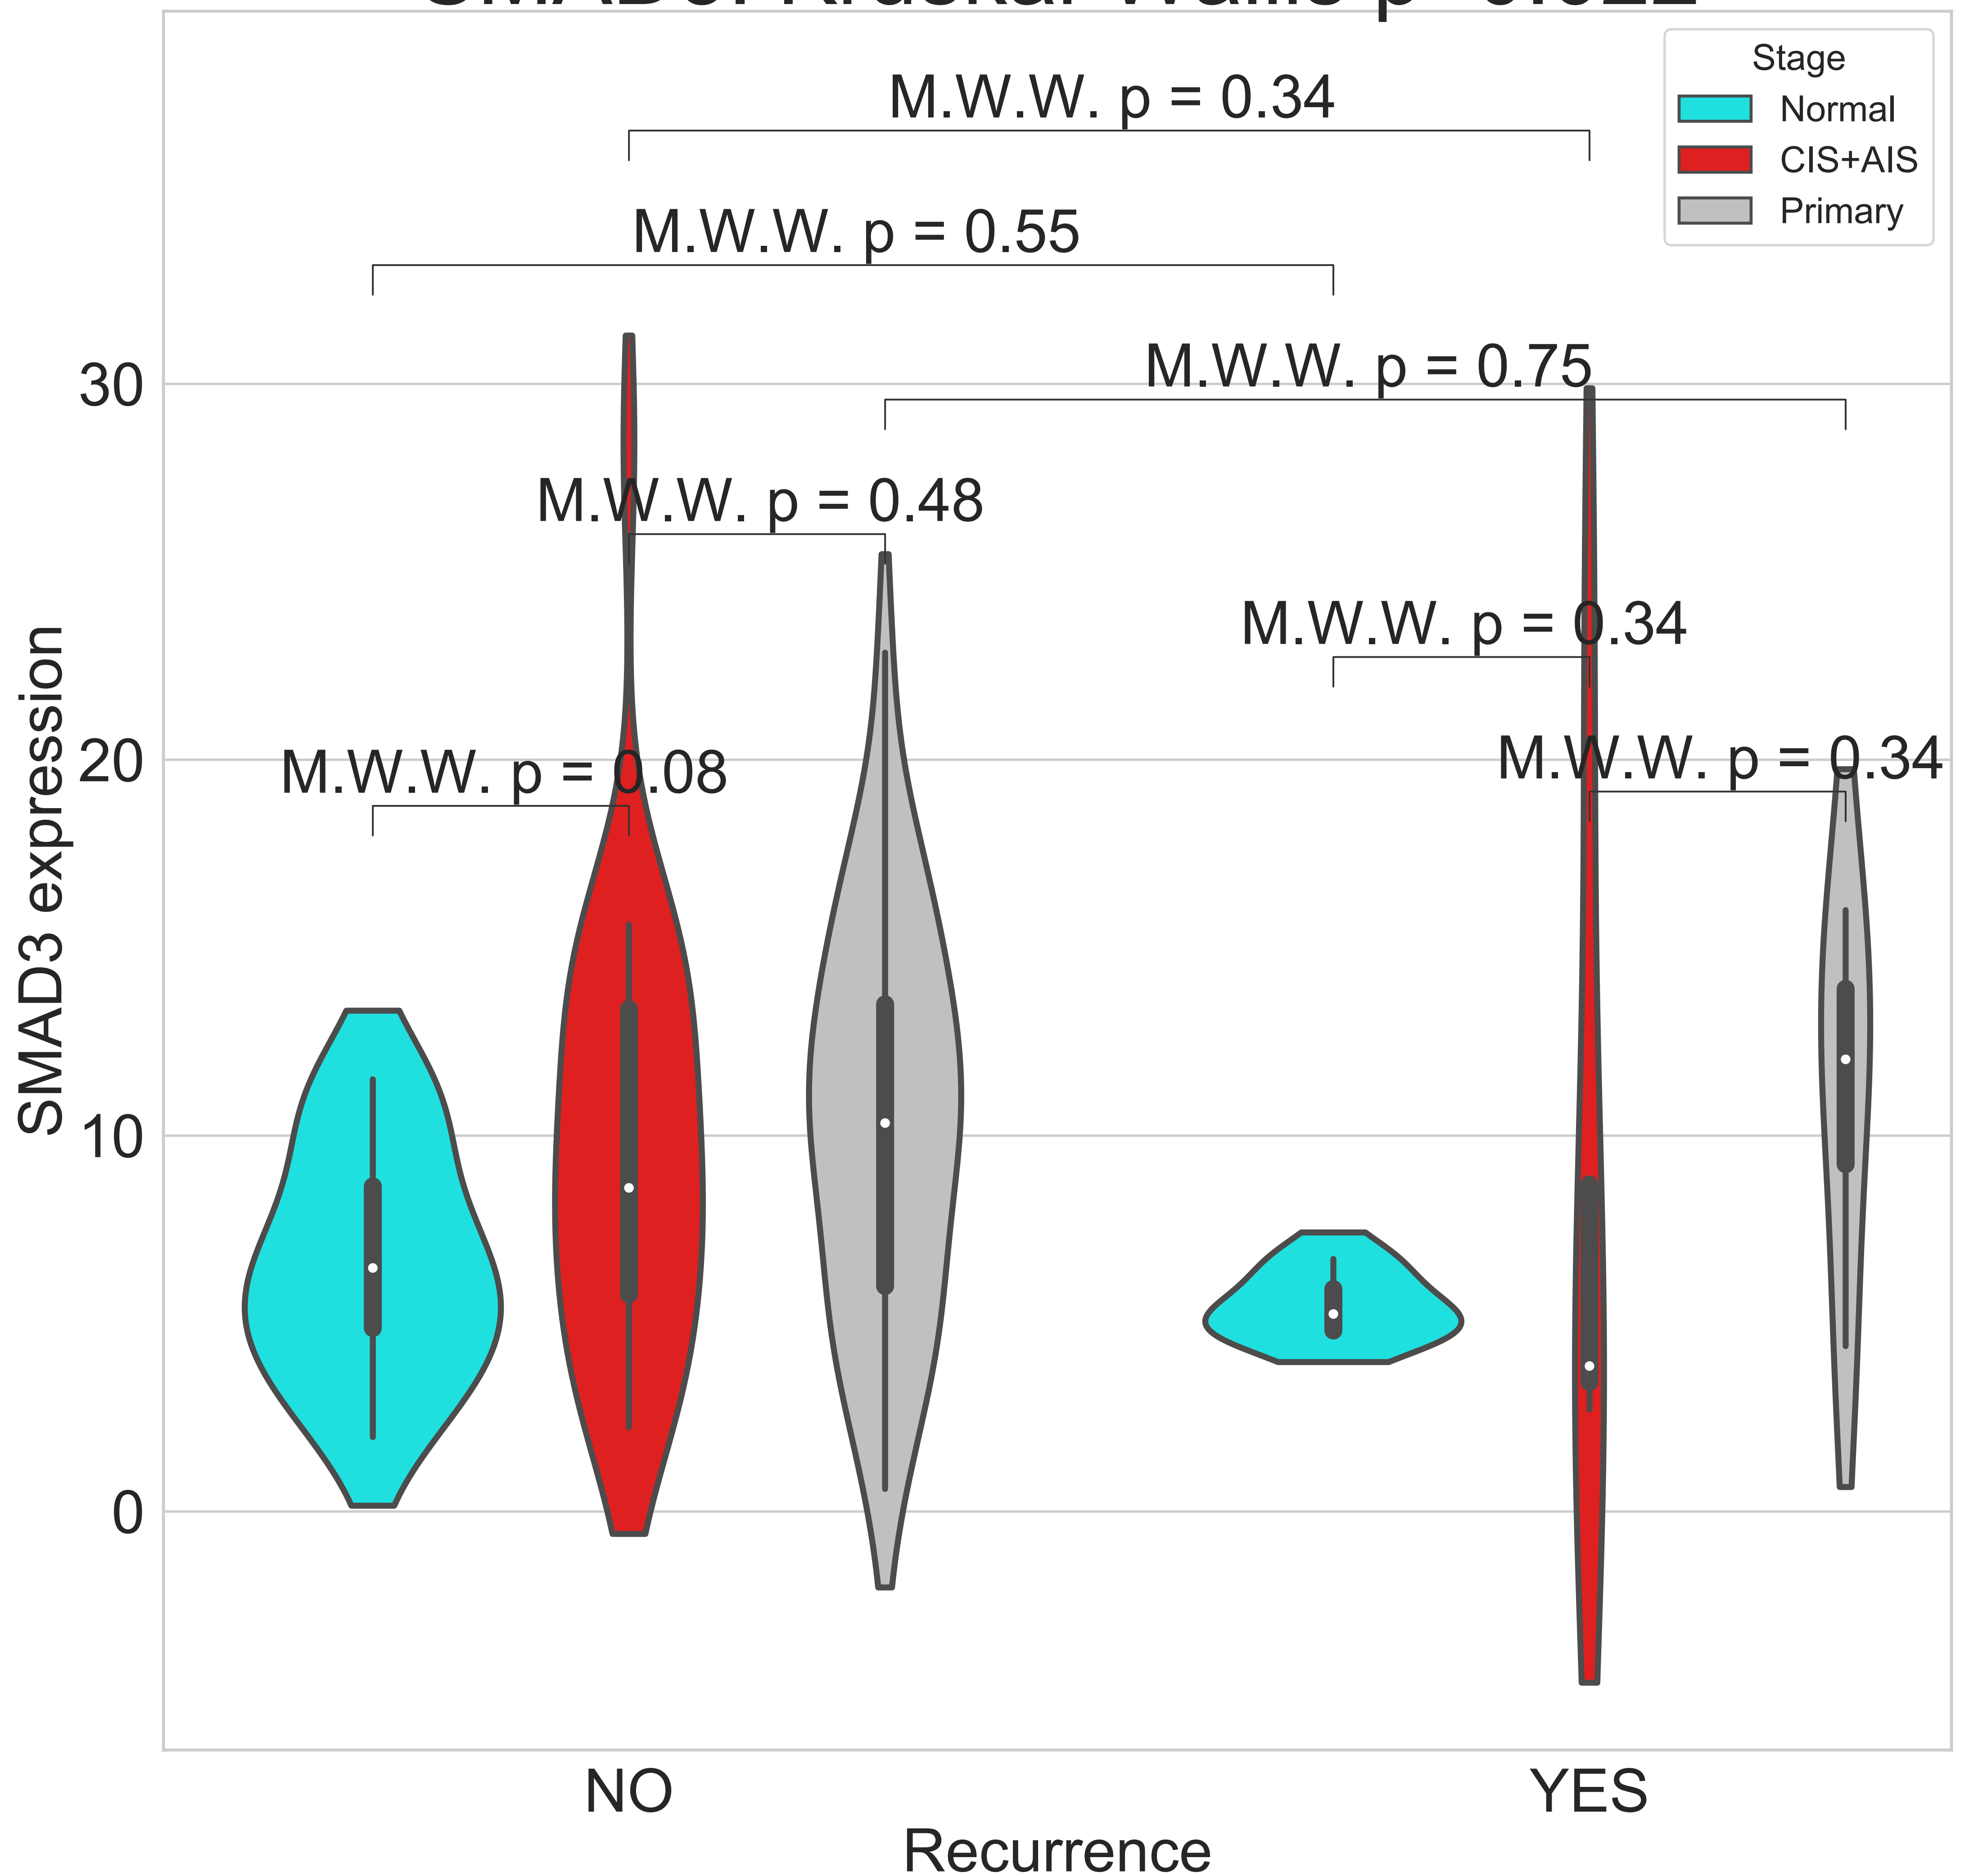 Stage
Normal
CIS+AIS
Primary
M.W.W. p = 0.34
M.W.W. p = 0.55
M.W.W. p = 0.75
M.W.W. p = 0.48
M.W.W. p = 0.34
M.W.W. p = 0.08
M.W.W. p = 0.34
30
20
10
0
SMAD3 expression
NO
YES
Recurrence